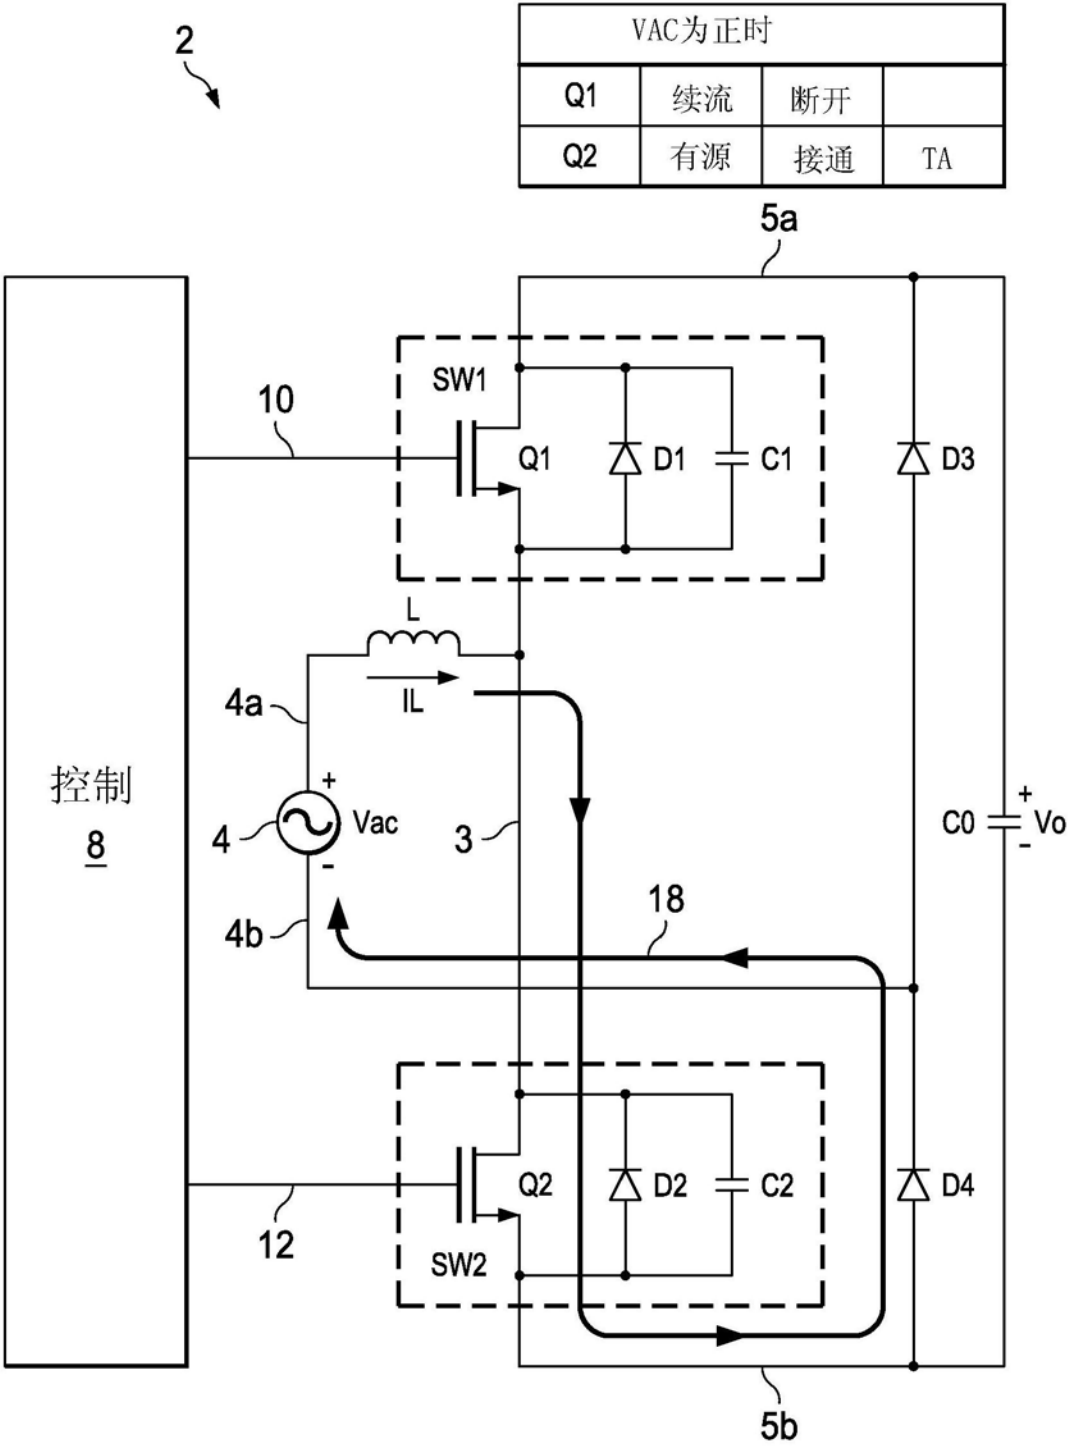 2
VAC为正时
Q1 续流 断开
Q2 有源 接通 TA
5a
SW1
10
Q1 D1 C1 D3
L
IL
4a
控制
8
+
4 Vac
-
3
C0 + Vo -
18
4b
Q2 D2 C2 D4
12
SW2
5b